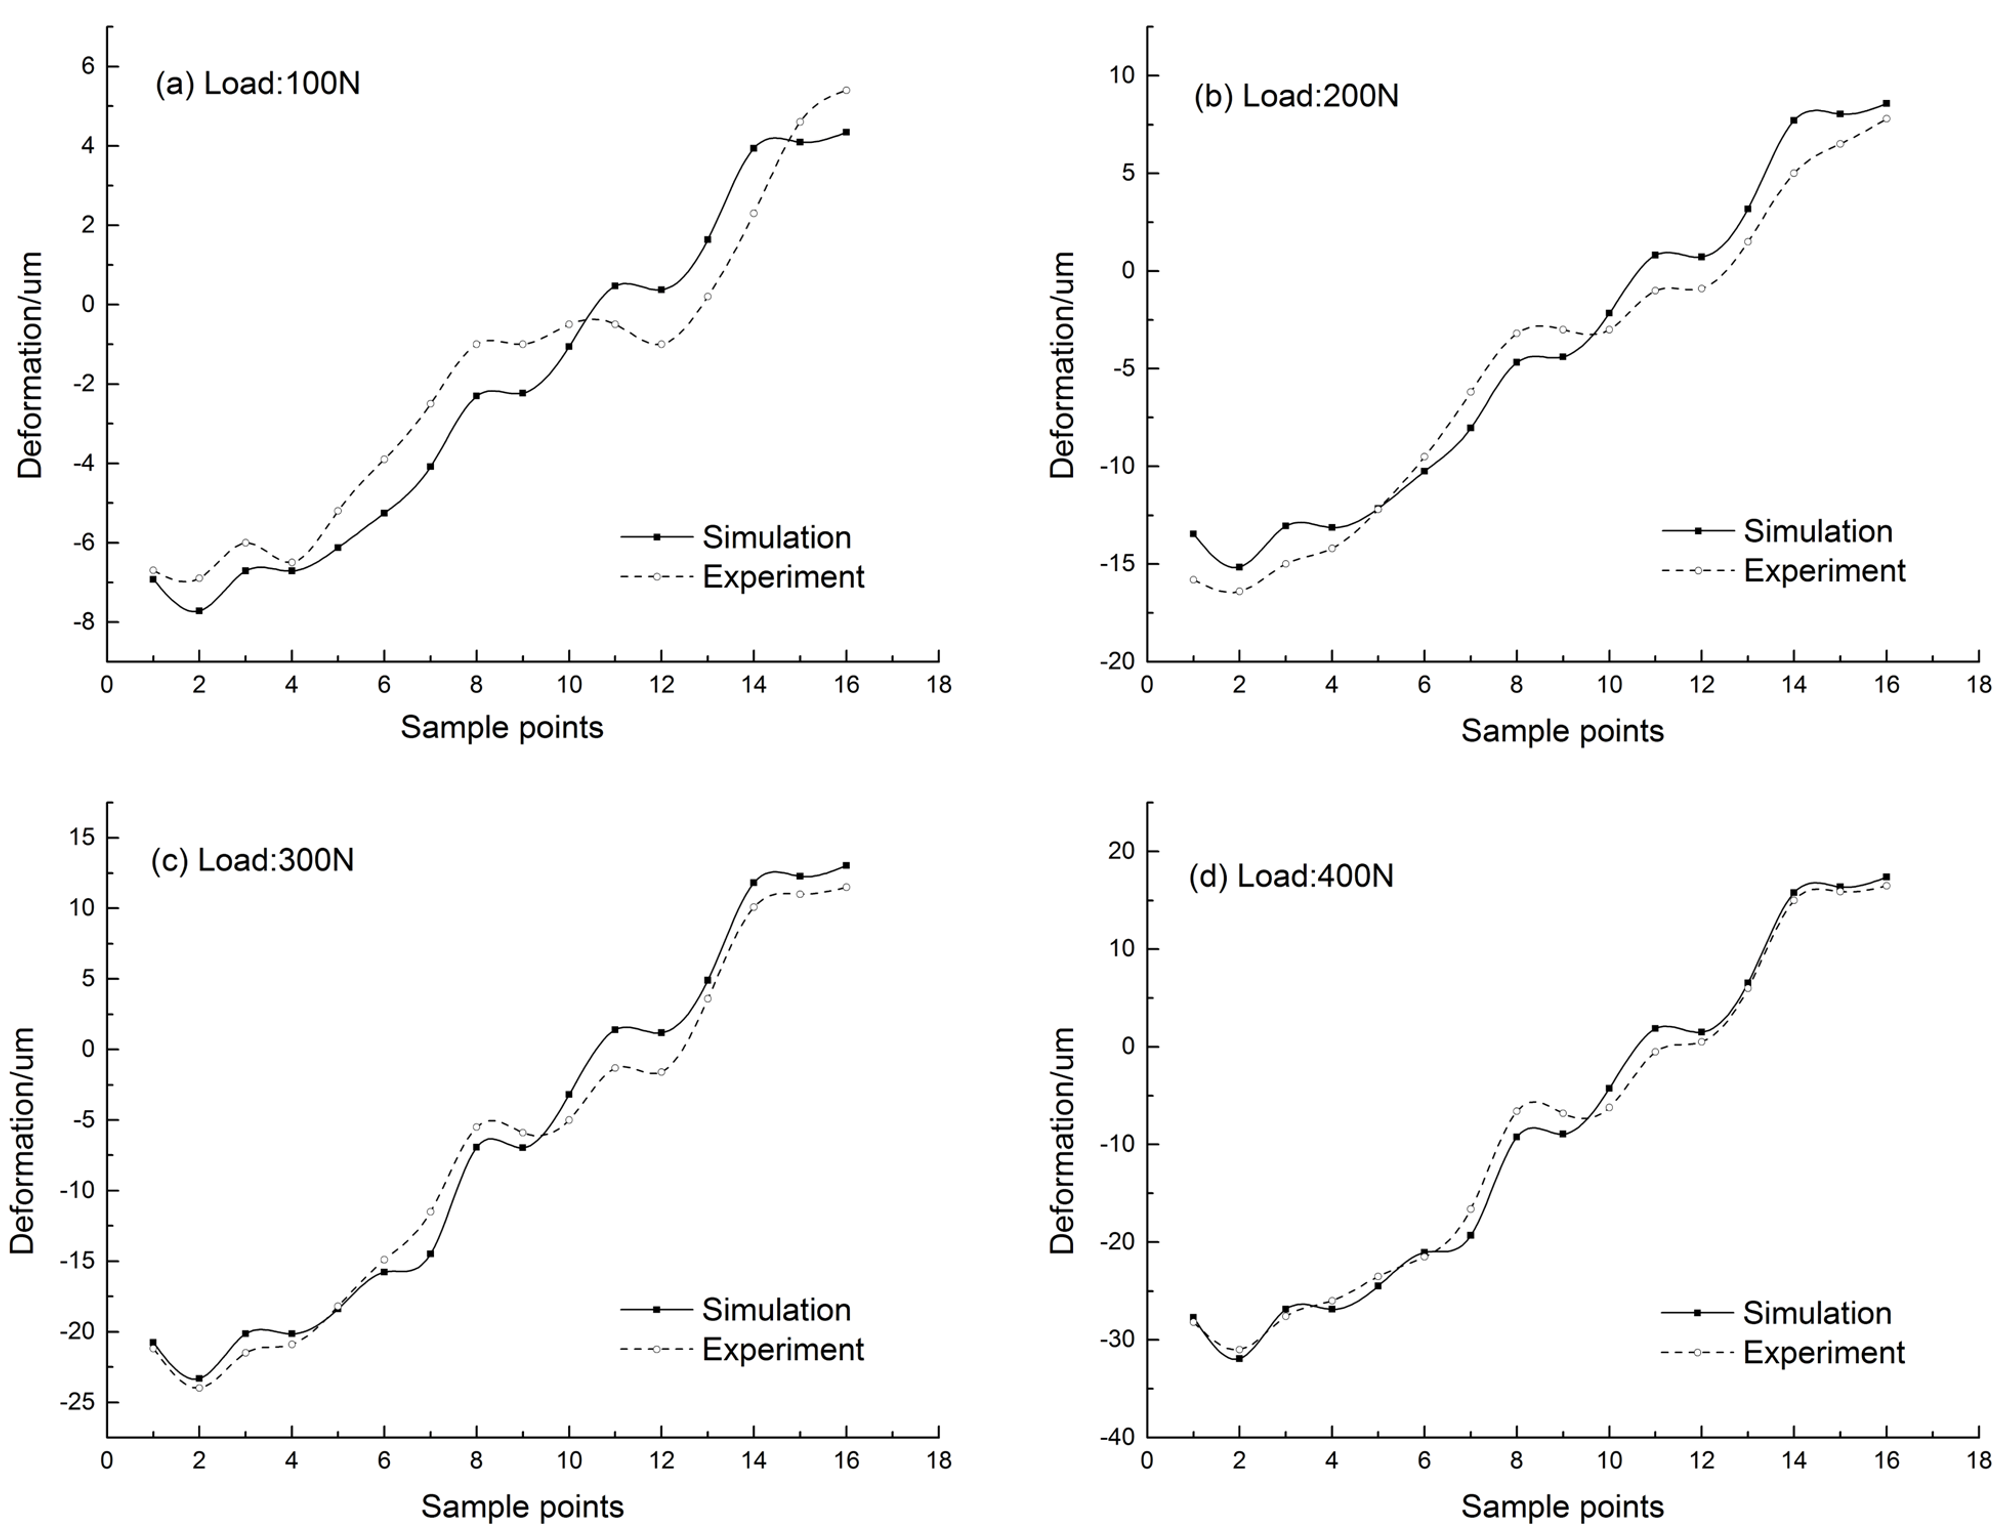 (a) Load:100N
6
4
2
0
-2
-4
-6
-8
Deformation/um
Simulation
Experiment
0 2 4 6 8 10 12 14 16 18
Sample points
(b) Load:200N
10
5
0
-5
-10
-15
-20
Deformation/um
Simulation
Experiment
0 2 4 6 8 10 12 14 16 18
Sample points
(c) Load:300N
15
10
5
0
-5
-10
-15
-20
-25
Deformation/um
Simulation
Experiment
0 2 4 6 8 10 12 14 16 18
Sample points
(d) Load:400N
20
10
0
-10
-20
-30
-40
Deformation/um
Simulation
Experiment
0 2 4 6 8 10 12 14 16 18
Sample points